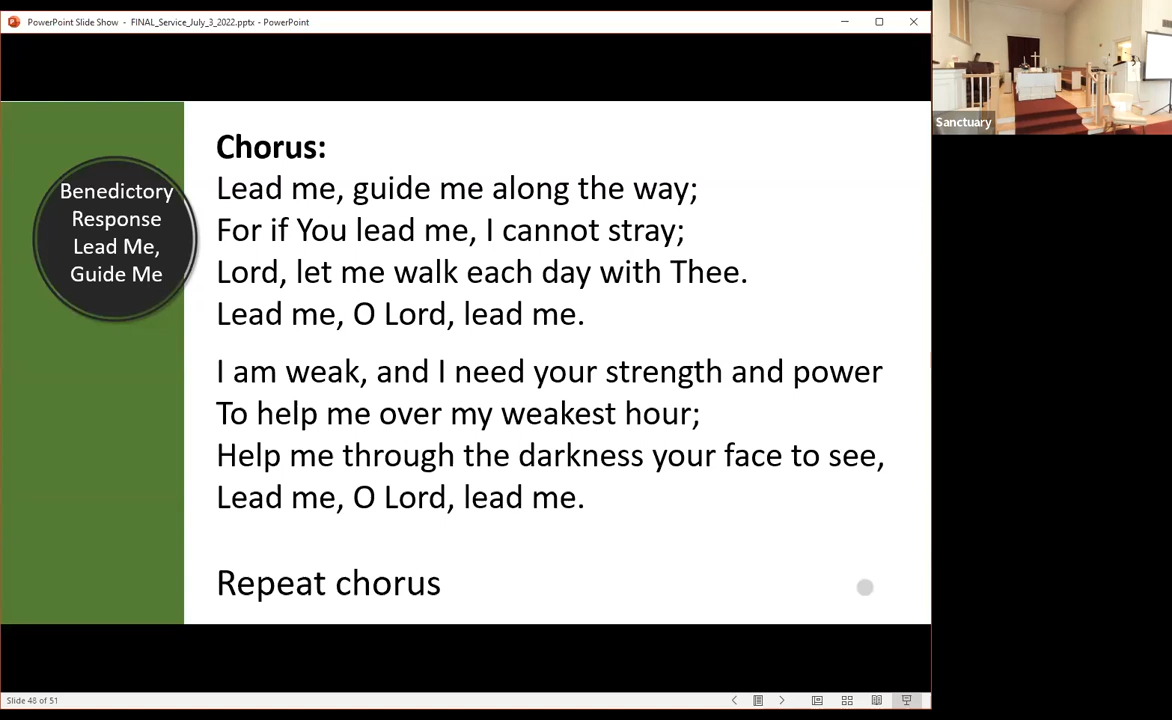 PowerPoint Slide Show - FINAL_Service_July_3_2022.pptx - PowerPoint
Sanctuary
Benedictory
Response
Lead Me,
Guide Me
Chorus:
Lead me, guide me along the way;
For if You lead me, I cannot stray;
Lord, let me walk each day with Thee.
Lead me, O Lord, lead me.
I am weak, and I need your strength and power
To help me over my weakest hour;
Help me through the darkness your face to see,
Lead me, O Lord, lead me.
Repeat chorus
Slide 48 of 51